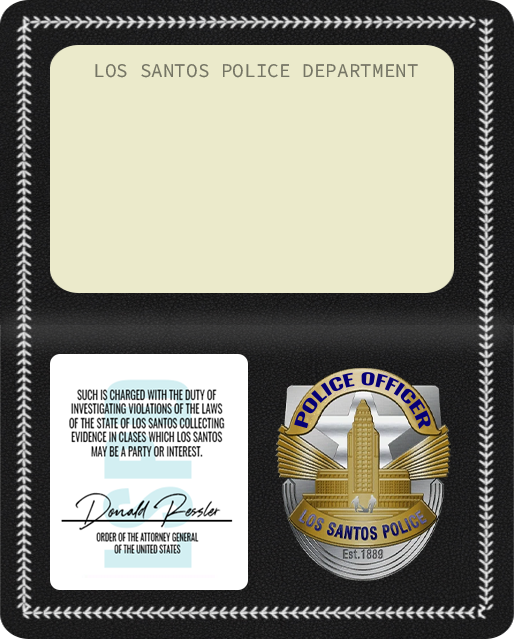 LOS SANTOS POLICE DEPARTMENT
SUCH IS CHARGED WITH THE DUTY OF
INVESTIGATING VIOLATIONS OF THE LAWS
OF THE STATE OF LOS SANTOS COLLECTING
EVIDENCE IN CLASES WHICH LOS SANTOS
MAY BE A PARTY OR INTEREST.
Donald Ressler
ORDER OF THE ATTORNEY GENERAL
OF THE UNITED STATES
POLICE OFFICER
LOS SANTOS POLICE
Est.1889